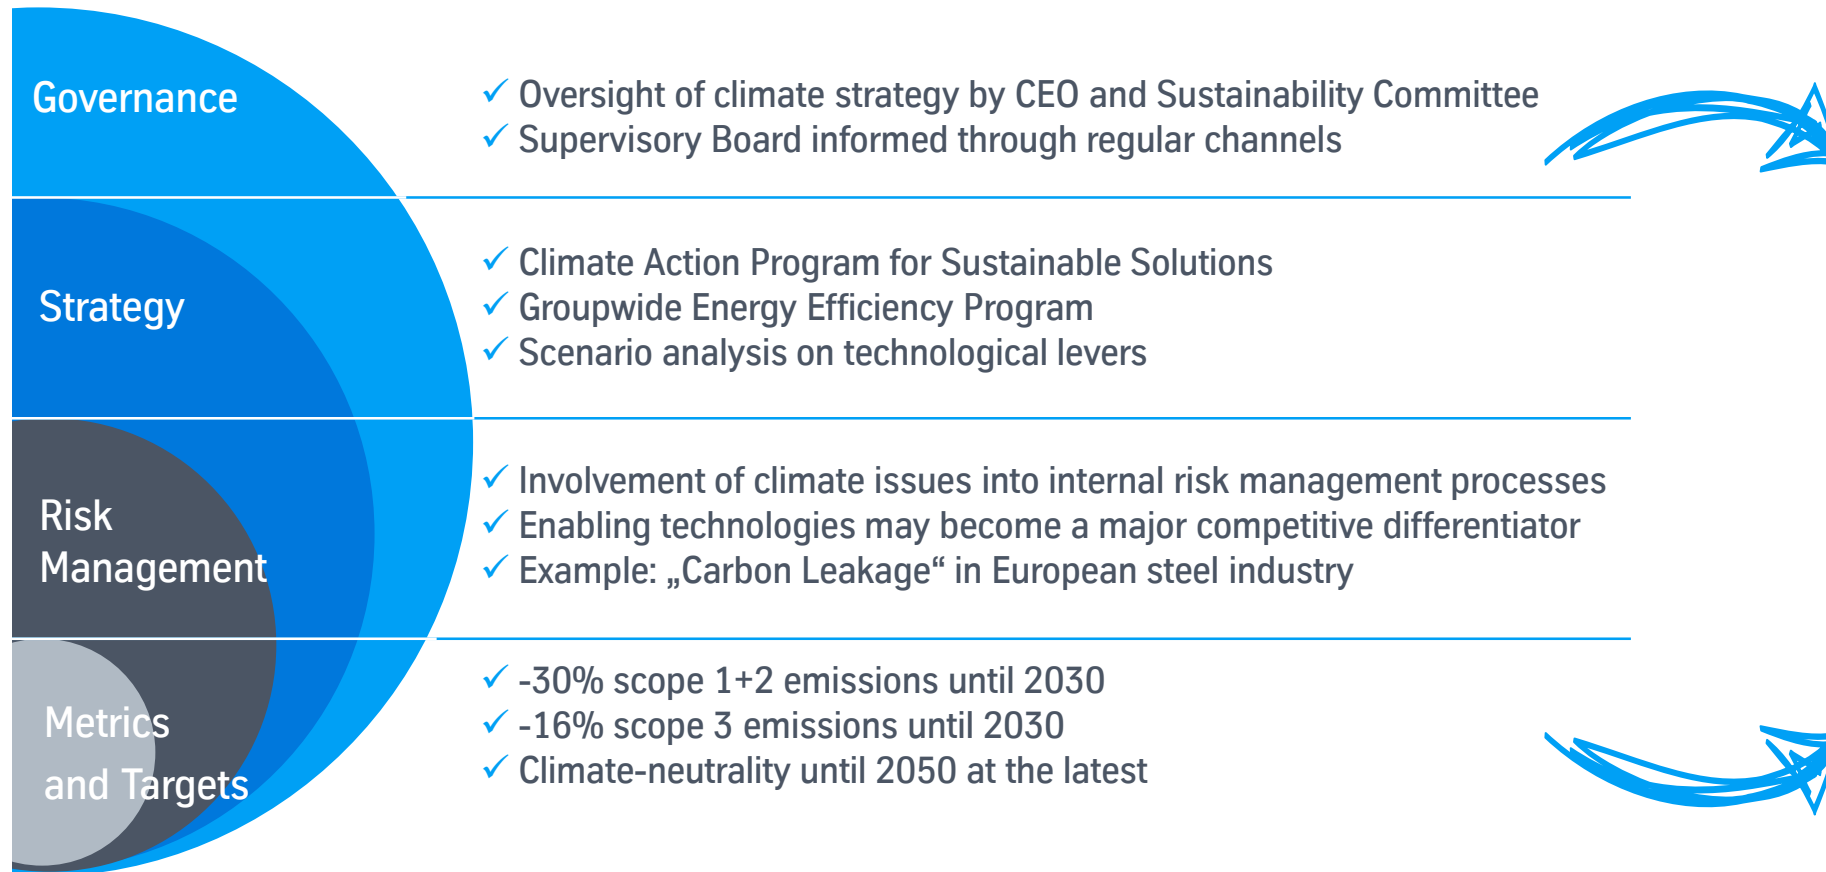 Governance
✓ Oversight of climate strategy by CEO and Sustainability Committee
✓ Supervisory Board informed through regular channels
Strategy
✓ Climate Action Program for Sustainable Solutions
✓ Groupwide Energy Efficiency Program
✓ Scenario analysis on technological levers
Risk
Management
✓ Involvement of climate issues into internal risk management processes
✓ Enabling technologies may become a major competitive differentiator
✓ Example: „Carbon Leakage“ in European steel industry
Metrics
and Targets
✓ -30% scope 1+2 emissions until 2030
✓ -16% scope 3 emissions until 2030
✓ Climate-neutrality until 2050 at the latest